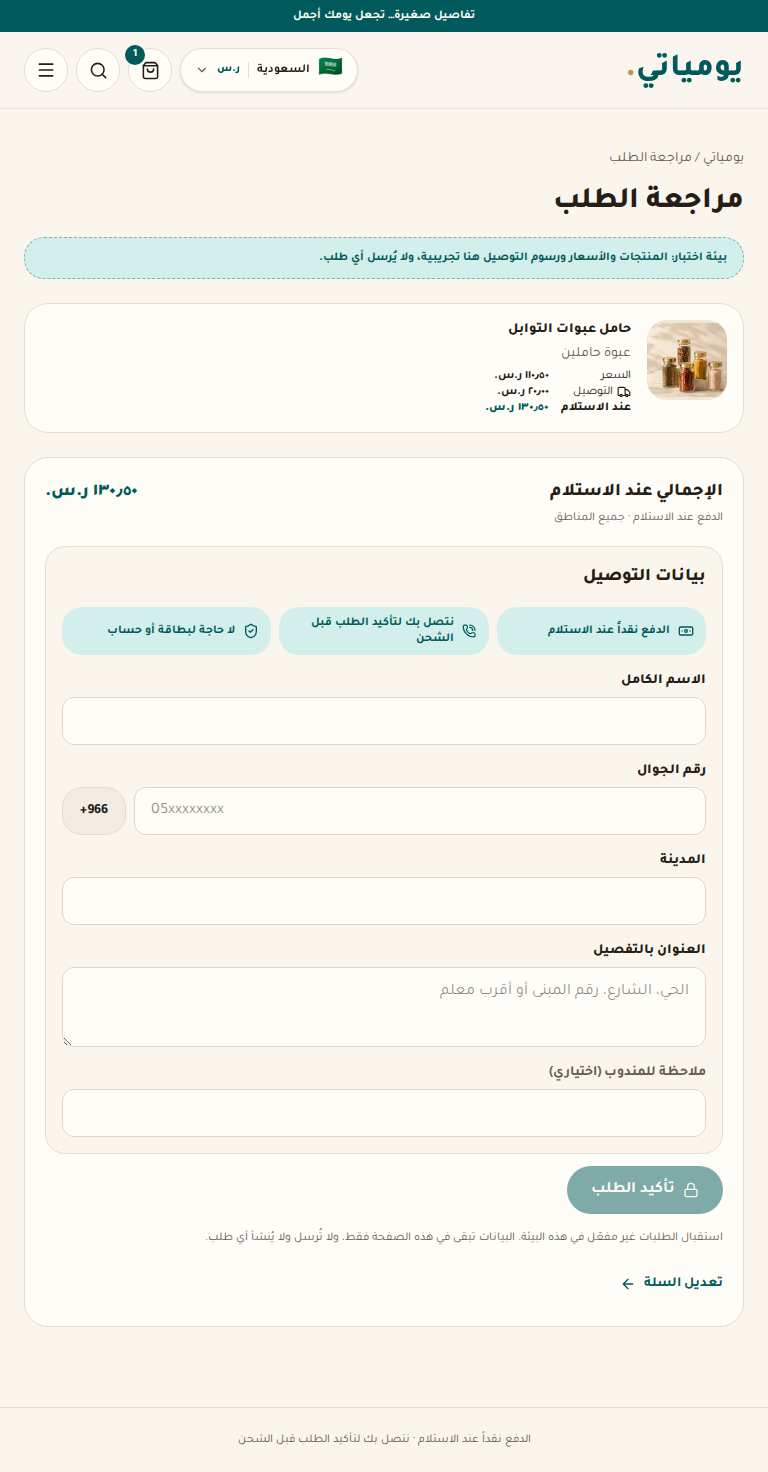 تفاصيل صغيرة… تجعل يومك أجمل
يومياتي.
السعودية ر.س
1
يومياتي / مراجعة الطلب
مراجعة الطلب
بيئة اختبار: المنتجات والأسعار ورسوم التوصيل هنا تجريبية، ولا يُرسل أي طلب.
حامل عبوات التوابل
عبوة حاملين
السعر ١١٠٫٥٠ ر.س.
التوصيل ٢٠٫٠٠ ر.س.
عند الاستلام ١٣٠٫٥٠ ر.س.
الإجمالي عند الاستلام ١٣٠٫٥٠ ر.س.
الدفع عند الاستلام · جميع المناطق
بيانات التوصيل
الدفع نقداً عند الاستلام
نتصل بك لتأكيد الطلب قبل
الشحن
لا حاجة لبطاقة أو حساب
الاسم الكامل
رقم الجوال
05xxxxxxxx
+966
المدينة
العنوان بالتفصيل
الحي، الشارع، رقم المبنى أو أقرب معلم
ملاحظة للمندوب (اختياري)
تأكيد الطلب
استقبال الطلبات غير مفعّل في هذه البيئة. البيانات تبقى في هذه الصفحة فقط، ولا تُرسل ولا يُنشأ أي طلب.
تعديل السلة
الدفع نقداً عند الاستلام · نتصل بك لتأكيد الطلب قبل الشحن